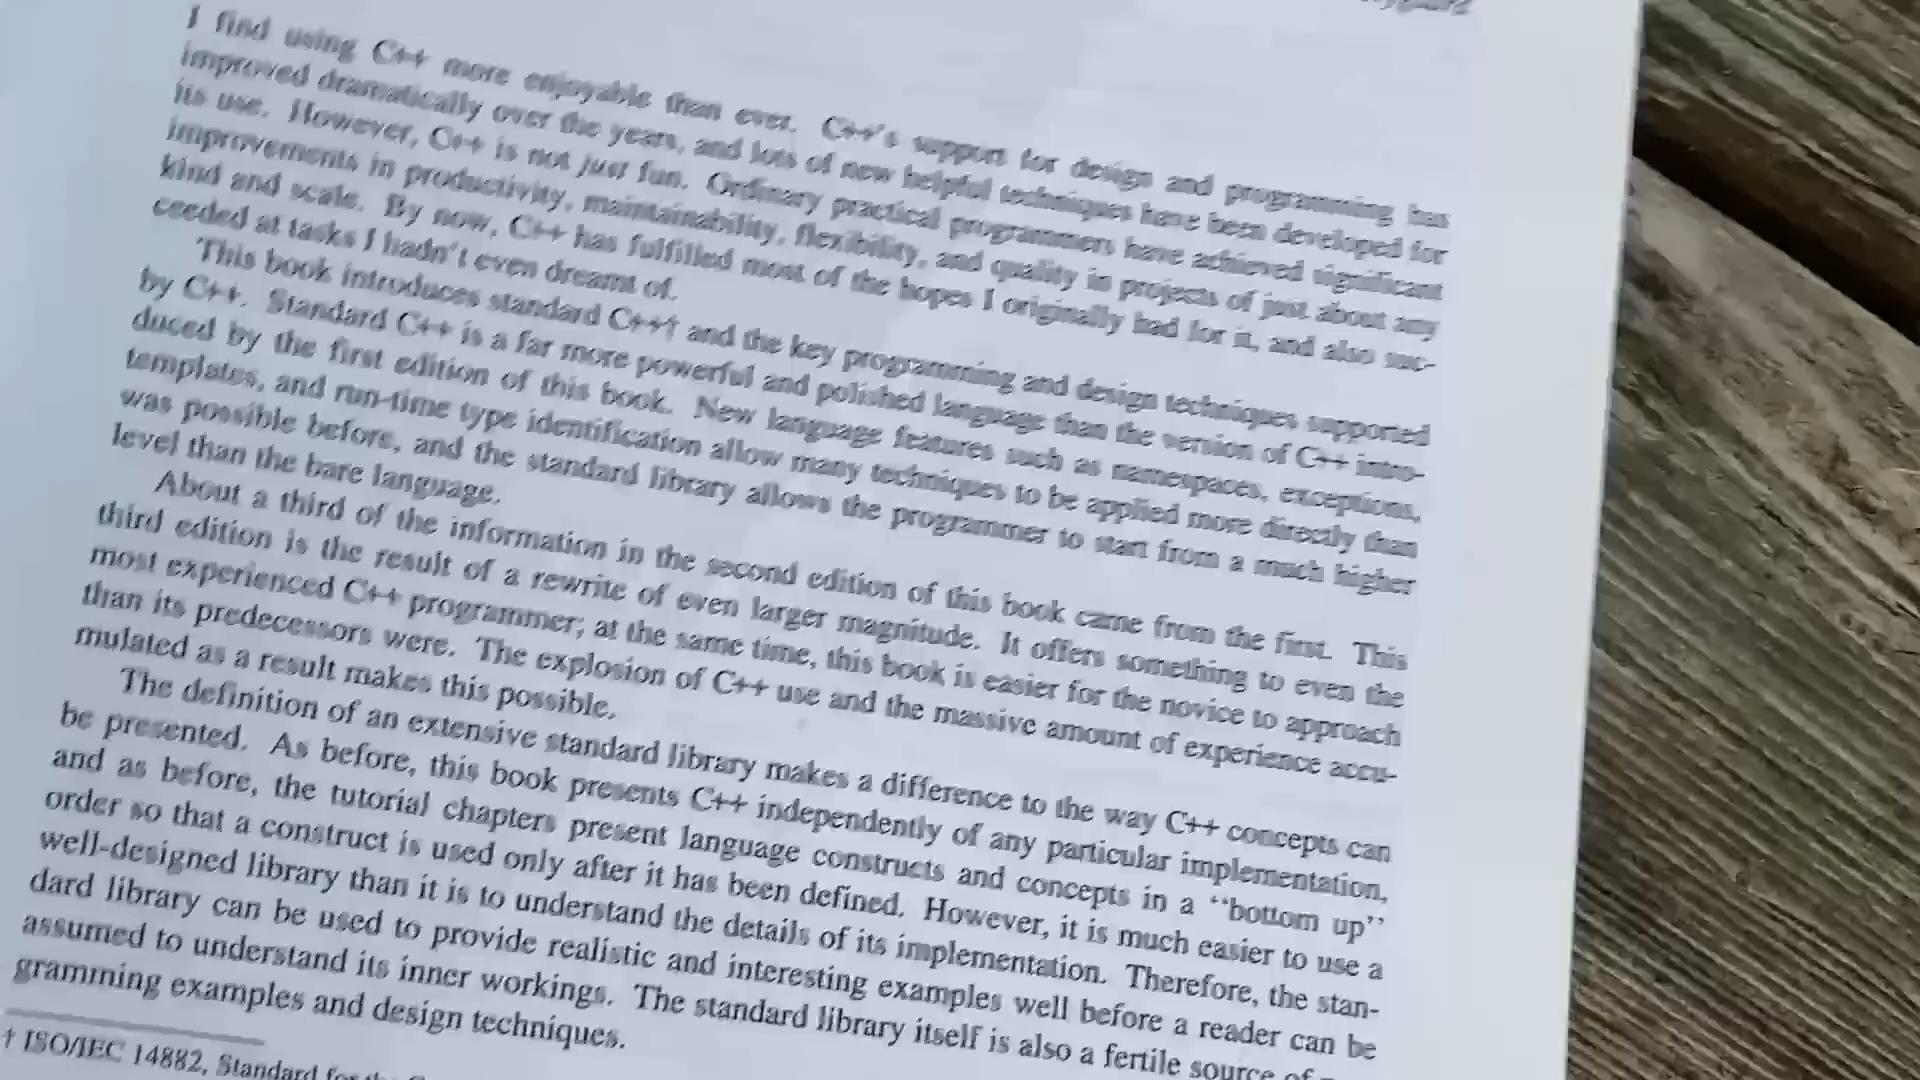 I find using C++ more enjoyable than ever. C++'s support for design and programming has
improved dramatically over the years, and lots of new helpful techniques have been developed for
its use. However, C++ is not just fun. Ordinary practical programmers have achieved significant
improvements in productivity, maintainability, flexibility, and quality in projects of just about any
kind and scale. By now, C++ has fulfilled most of the hopes I originally had for it, and also suc-
ceeded at tasks I hadn't even dreamt of.
This book introduces standard C++† and the key programming and design techniques supported
by C++. Standard C++ is a far more powerful and polished language than the version of C++ intro-
duced by the first edition of this book. New language features such as namespaces, exceptions,
templates, and run-time type identification allow many techniques to be applied more directly than
was possible before, and the standard library allows the programmer to start from a much higher
level than the bare language.
About a third of the information in the second edition of this book came from the first. This
third edition is the result of a rewrite of even larger magnitude. It offers something to even the
most experienced C++ programmer; at the same time, this book is easier for the novice to approach
than its predecessors were. The explosion of C++ use and the massive amount of experience accu-
mulated as a result makes this possible.
The definition of an extensive standard library makes a difference to the way C++ concepts can
be presented. As before, this book presents C++ independently of any particular implementation,
and as before, the tutorial chapters present language constructs and concepts in a ‘‘bottom up’’
order so that a construct is used only after it has been defined. However, it is much easier to use a
well-designed library than it is to understand the details of its implementation. Therefore, the stan-
dard library can be used to provide realistic and interesting examples well before a reader can be
assumed to understand its inner workings. The standard library itself is also a fertile source of
gramming examples and design techniques.
† ISO/IEC 14882, Standard for the